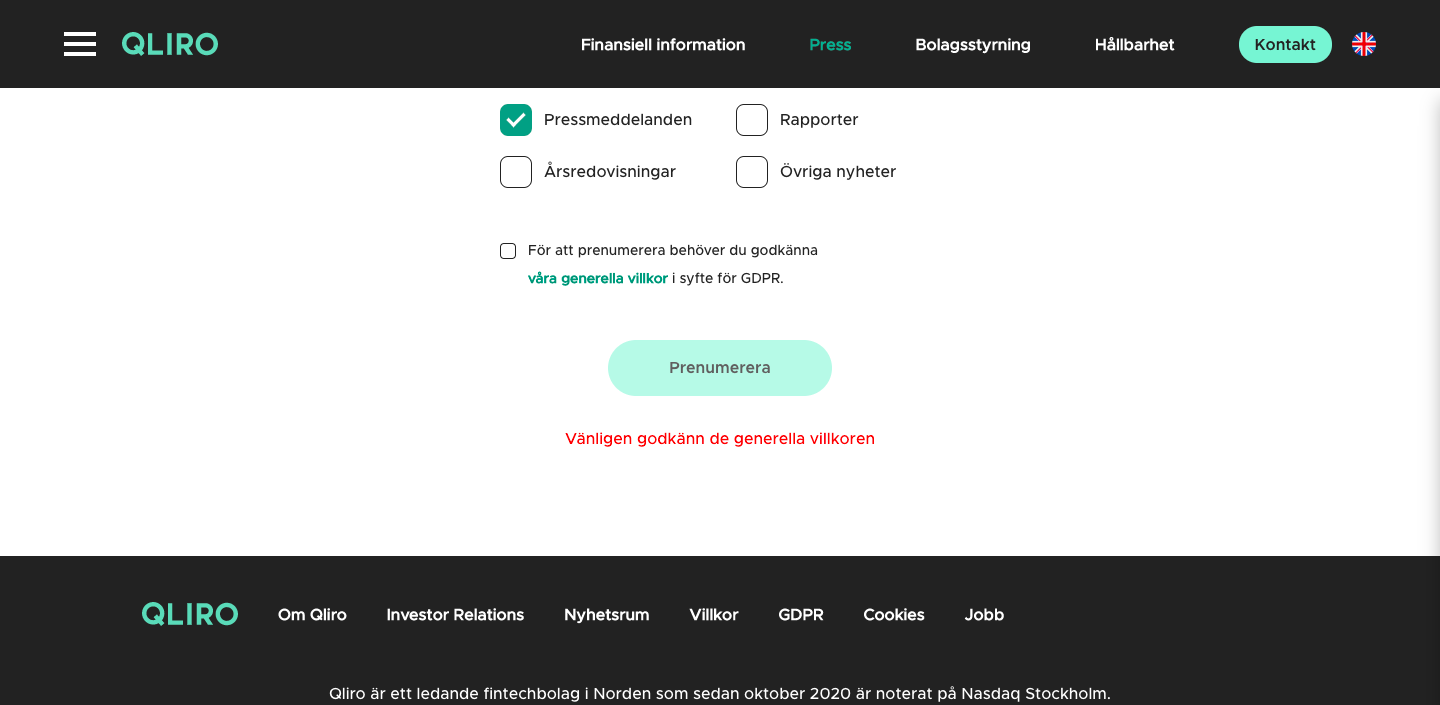 QLIRO
Finansiell information
Press
Bolagsstyrning
Hållbarhet
Kontakt
Pressmeddelanden
Rapporter
Årsredovisningar
Övriga nyheter
För att prenumerera behöver du godkänna
våra generella villkor i syfte för GDPR.
Prenumerera
Vänligen godkänn de generella villkoren
QLIRO
Om Qliro
Investor Relations
Nyhetsrum
Villkor
GDPR
Cookies
Jobb
Qliro är ett ledande fintechbolag i Norden som sedan oktober 2020 är noterat på Nasdaq Stockholm.